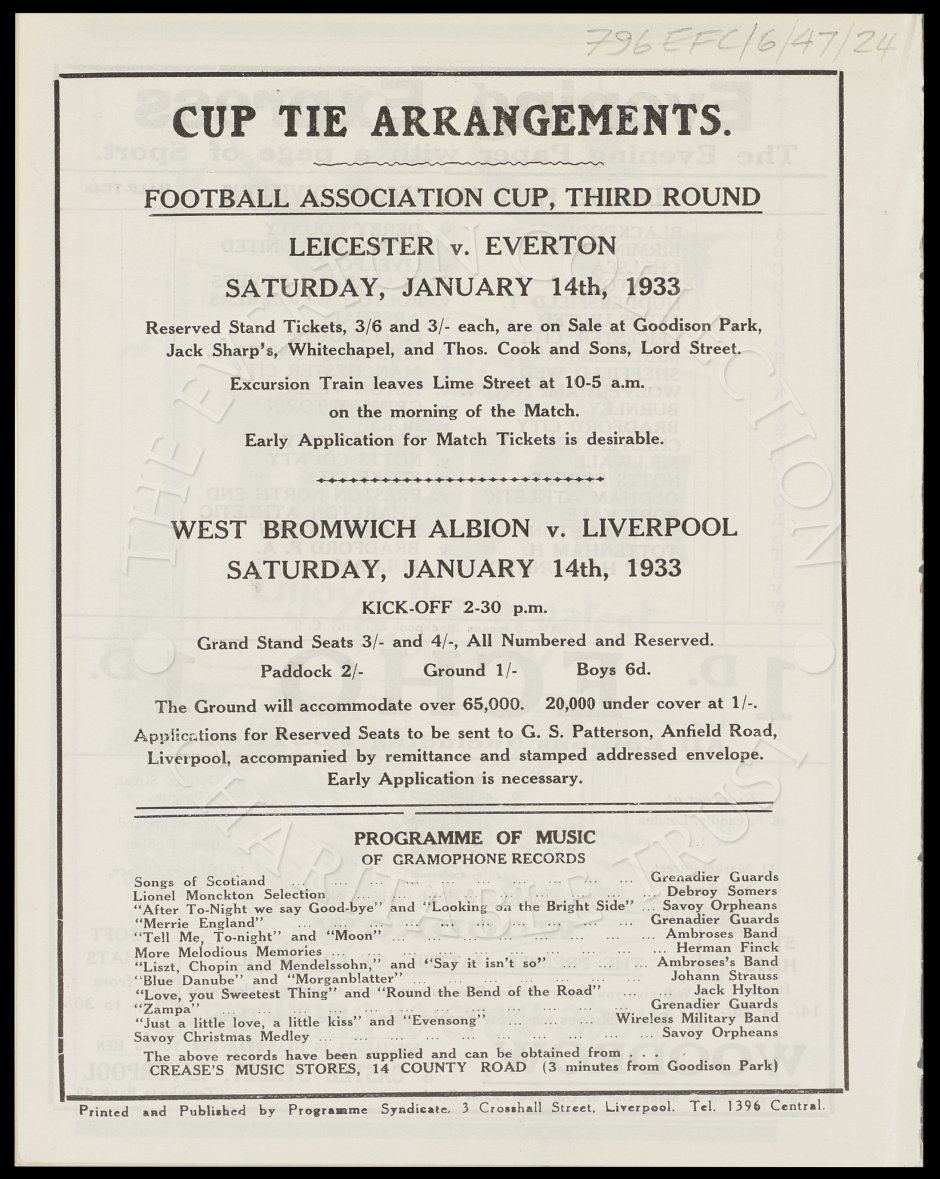 796 EFC/6/47/24
CUP TIE ARRANGEMENTS.
FOOTBALL ASSOCIATION CUP, THIRD ROUND
LEICESTER v. EVERTON
SATURDAY, JANUARY 14th, 1933
Reserved Stand Tickets, 3/6 and 3/- each, are on Sale at Goodison Park,
Jack Sharp's, Whitechapel, and Thos. Cook and Sons, Lord Street.
Excursion Train leaves Lime Street at 10-5 a.m.
on the morning of the Match.
Early Application for Match Tickets is desirable.
WEST BROMWICH ALBION v. LIVERPOOL
SATURDAY, JANUARY 14th, 1933
KICK-OFF 2-30 p.m.
Grand Stand Seats 3/- and 4/-, All Numbered and Reserved.
Paddock 2/- Ground 1/- Boys 6d.
The Ground will accommodate over 65,000. 20,000 under cover at 1/-.
Applications for Reserved Seats to be sent to G. S. Patterson, Anfield Road,
Liverpool, accompanied by remittance and stamped addressed envelope.
Early Application is necessary.
PROGRAMME OF MUSIC
OF GRAMOPHONE RECORDS
Songs of Scotland ... Grenadier Guards
Lionel Monckton Selection ... Debroy Somers
"After To-Night we say Good-bye" and "Looking on the Bright Side" ... Savoy Orpheans
"Merrie England" ... Grenadier Guards
"Tell Me, To-night" and "Moon" ... Ambroses Band
More Melodious Memories ... Herman Finck
"Liszt, Chopin and Mendelssohn," and "Say it isn't so" ... Ambroses's Band
"Blue Danube" and "Morganblatter" ... Johann Strauss
"Love, you Sweetest Thing" and "Round the Bend of the Road" ... Jack Hylton
"Zampa" ... Grenadier Guards
"Just a little love, a little kiss" and "Evensong" ... Wireless Military Band
Savoy Christmas Medley ... Savoy Orpheans
The above records have been supplied and can be obtained from . . .
CREASE'S MUSIC STORES, 14 COUNTY ROAD (3 minutes from Goodison Park)
Printed and Published by Programme Syndicate, 3 Crosshall Street, Liverpool. Tel. 1396 Central.
THE EVERTON COLLECTION
CHARITABLE TRUST